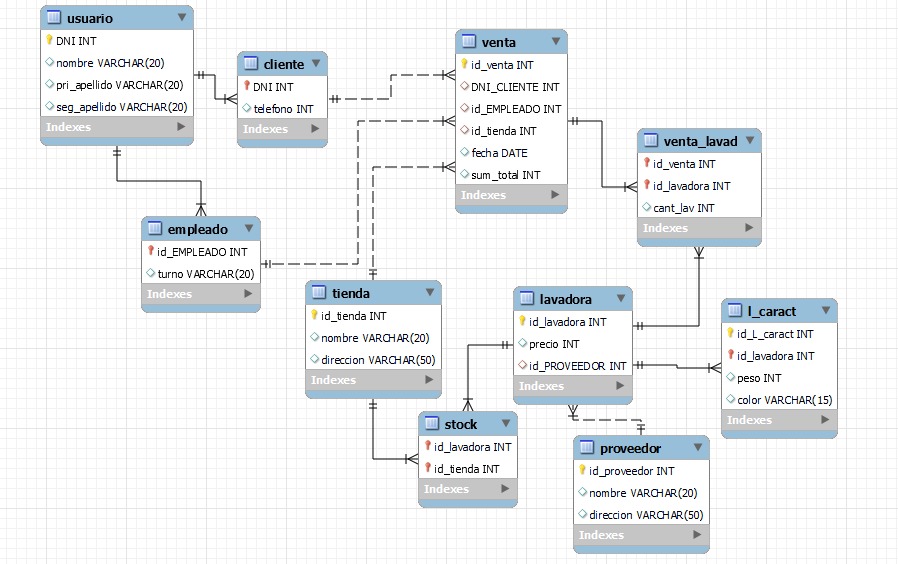 usuario
DNI INT
nombre VARCHAR(20)
pri_apellido VARCHAR(20)
seg_apellido VARCHAR(20)
Indexes
cliente
DNI INT
telefono INT
Indexes
venta
id_venta INT
DNI_CLIENTE INT
id_EMPLEADO INT
id_tienda INT
fecha DATE
sum_total INT
Indexes
venta_lavad
id_venta INT
id_lavadora INT
cant_lav INT
Indexes
empleado
id_EMPLEADO INT
turno VARCHAR(20)
Indexes
tienda
id_tienda INT
nombre VARCHAR(20)
direccion VARCHAR(50)
Indexes
lavadora
id_lavadora INT
precio INT
id_PROVEEDOR INT
Indexes
l_caract
id_L_caract INT
id_lavadora INT
peso INT
color VARCHAR(15)
Indexes
stock
id_lavadora INT
id_tienda INT
Indexes
proveedor
id_proveedor INT
nombre VARCHAR(20)
direccion VARCHAR(50)
Indexes